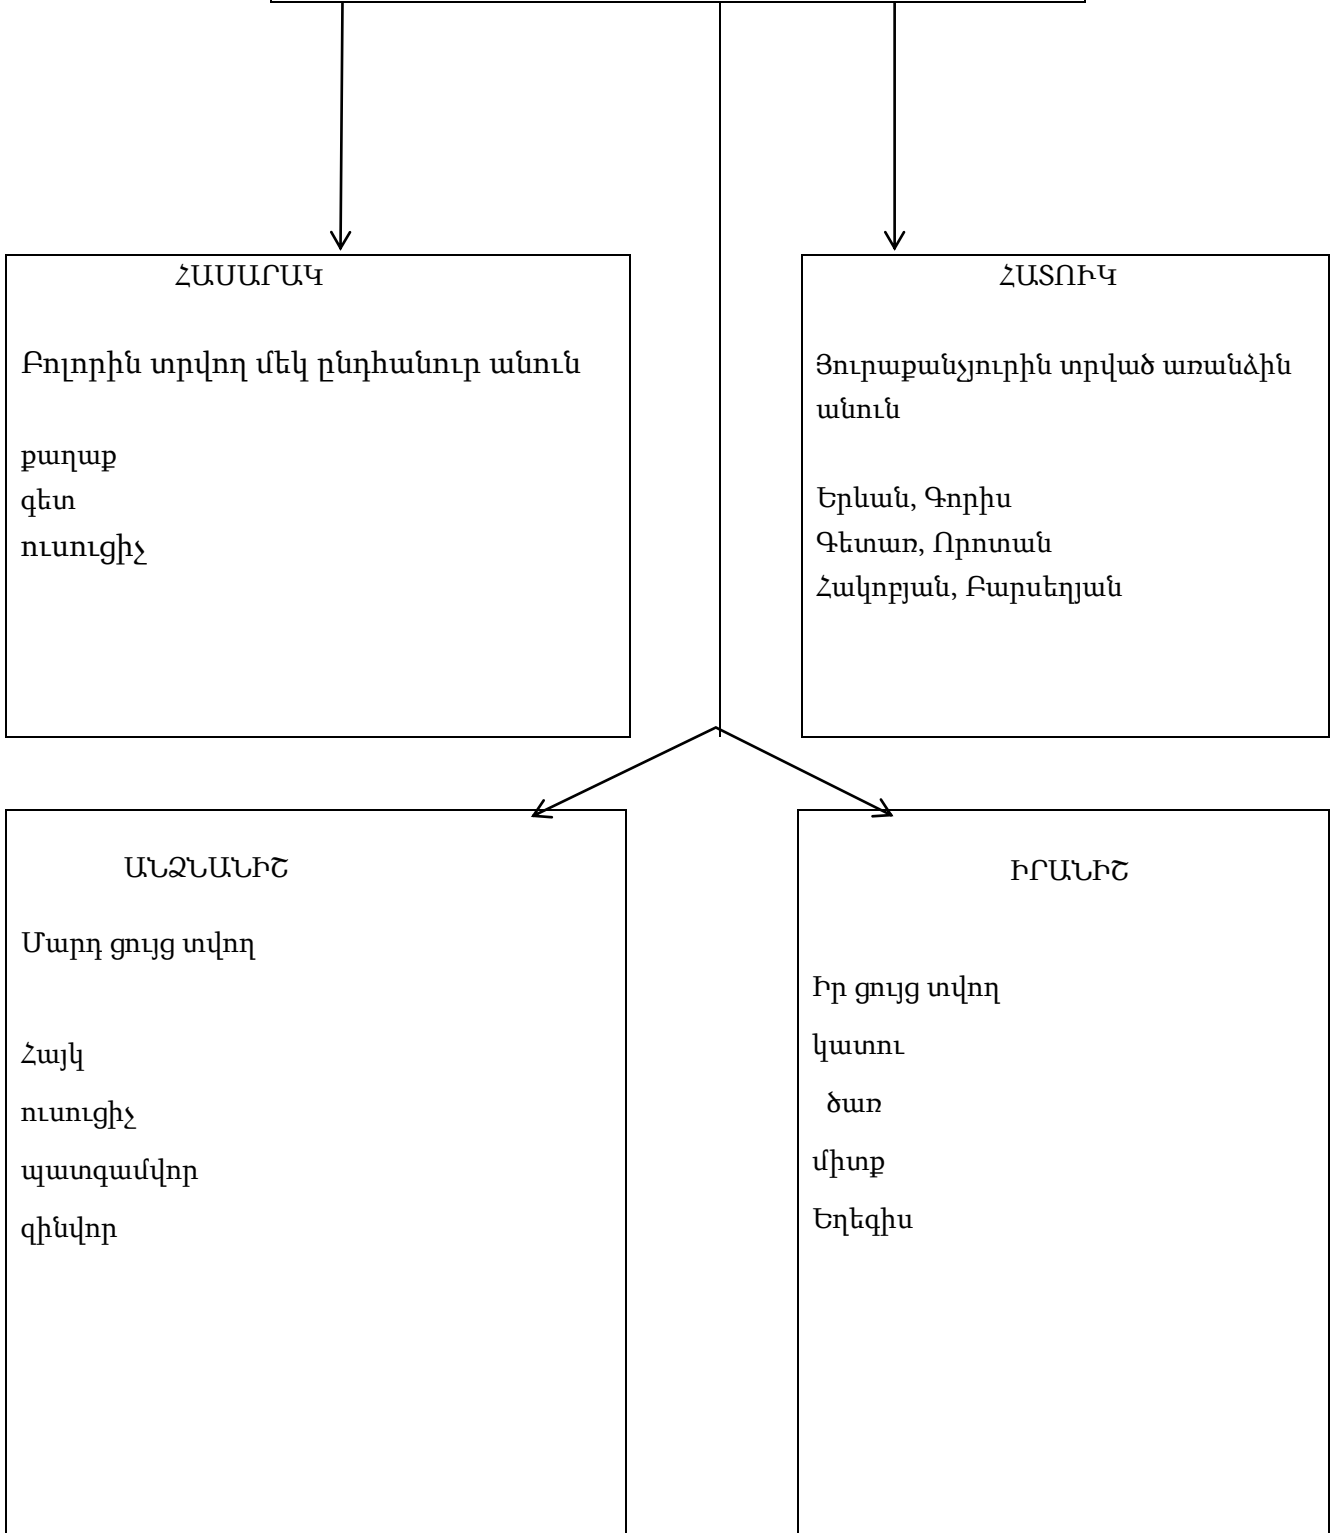 ՀԱՍԱՐԱԿ
Բոլորին տրվող մեկ ընդհանուր անուն
քաղաք
գետ
ուսուցիչ
ՀԱՏՈՒԿ
Յուրաքանչյուրին տրված առանձին
անուն
Երևան, Գորիս
Գետառ, Որոտան
Հակոբյան, Բարսեղյան
ԱՆՁՆԱՆԻՇ
Մարդ ցույց տվող
Հայկ
ուսուցիչ
պատգամվոր
զինվոր
ԻՐԱՆԻՇ
Իր ցույց տվող
կատու
ծառ
միտք
Եղեգիս